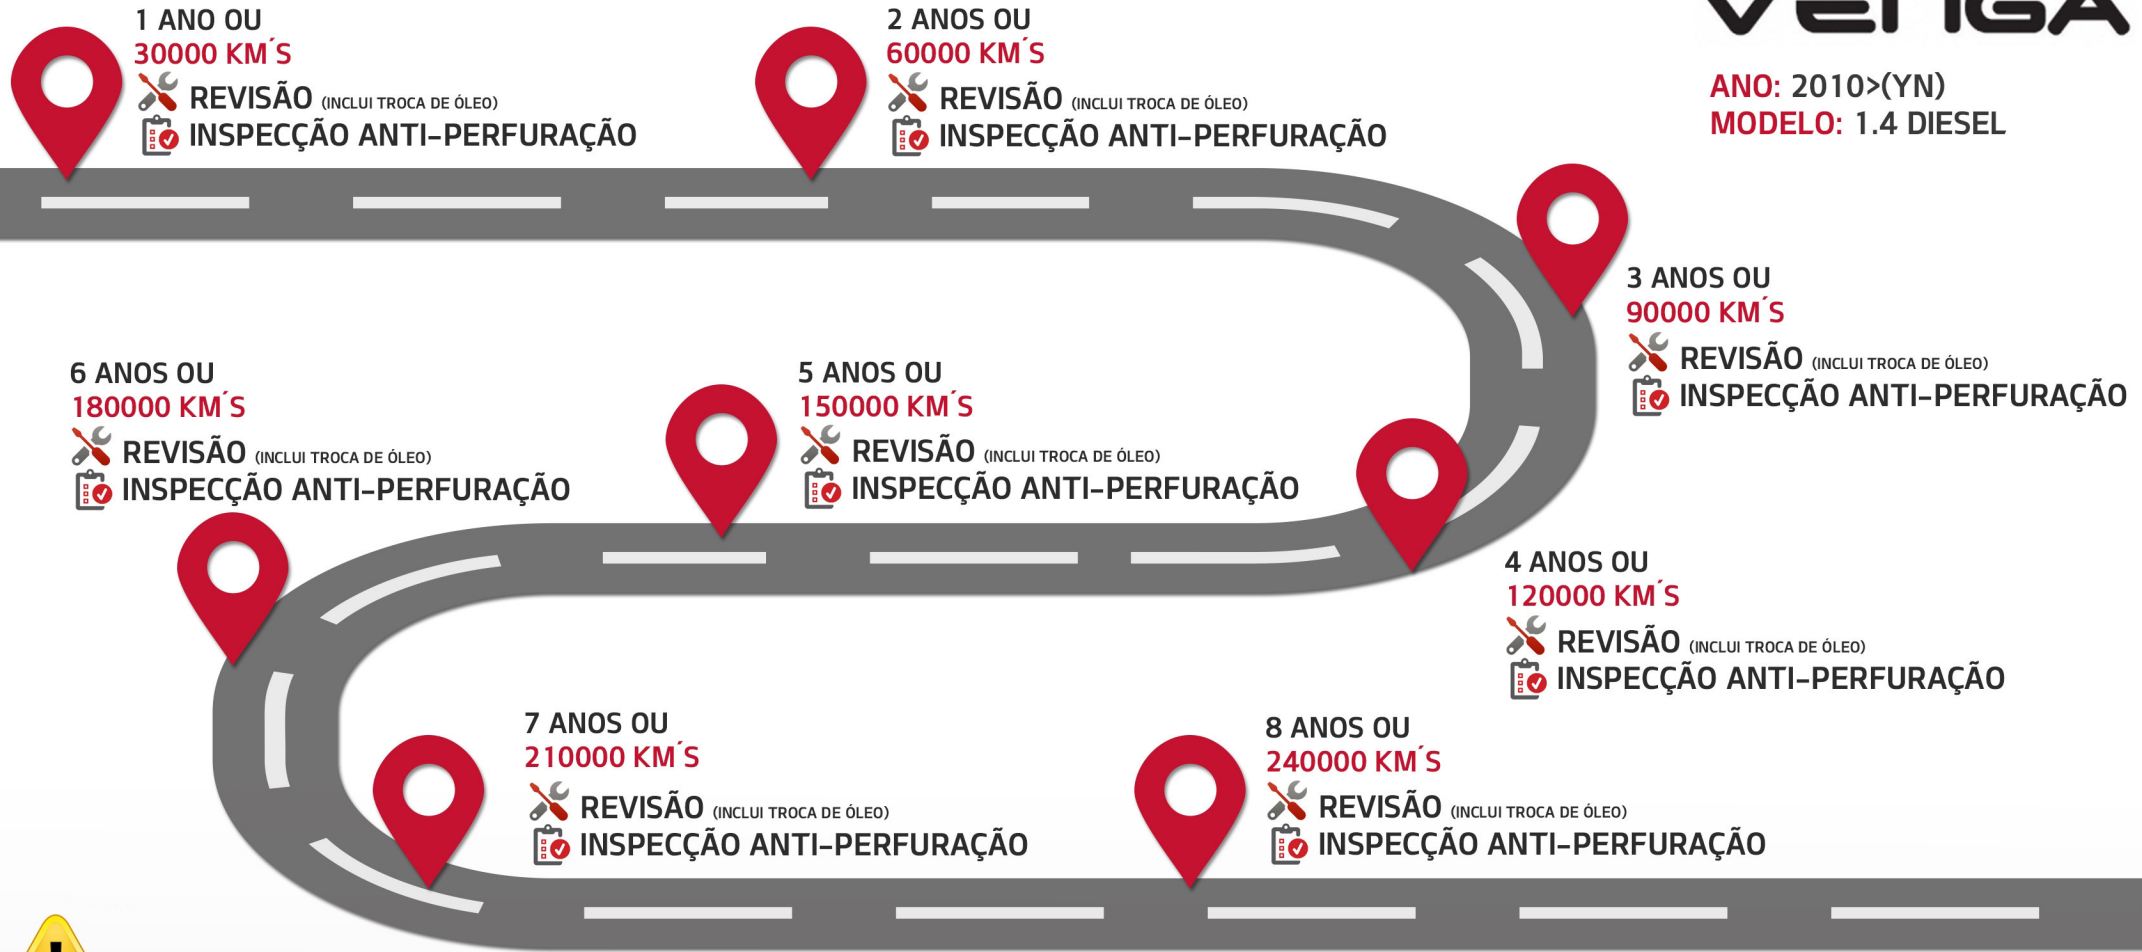 1 ANO OU
30000 KM´S
REVISÃO (INCLUI TROCA DE ÓLEO)
INSPECÇÃO ANTI-PERFURAÇÃO
2 ANOS OU
60000 KM´S
REVISÃO (INCLUI TROCA DE ÓLEO)
INSPECÇÃO ANTI-PERFURAÇÃO
VENGA
ANO: 2010>(YN)
MODELO: 1.4 DIESEL
3 ANOS OU
90000 KM´S
REVISÃO (INCLUI TROCA DE ÓLEO)
INSPECÇÃO ANTI-PERFURAÇÃO
4 ANOS OU
120000 KM´S
REVISÃO (INCLUI TROCA DE ÓLEO)
INSPECÇÃO ANTI-PERFURAÇÃO
5 ANOS OU
150000 KM´S
REVISÃO (INCLUI TROCA DE ÓLEO)
INSPECÇÃO ANTI-PERFURAÇÃO
6 ANOS OU
180000 KM´S
REVISÃO (INCLUI TROCA DE ÓLEO)
INSPECÇÃO ANTI-PERFURAÇÃO
7 ANOS OU
210000 KM´S
REVISÃO (INCLUI TROCA DE ÓLEO)
INSPECÇÃO ANTI-PERFURAÇÃO
8 ANOS OU
240000 KM´S
REVISÃO (INCLUI TROCA DE ÓLEO)
INSPECÇÃO ANTI-PERFURAÇÃO